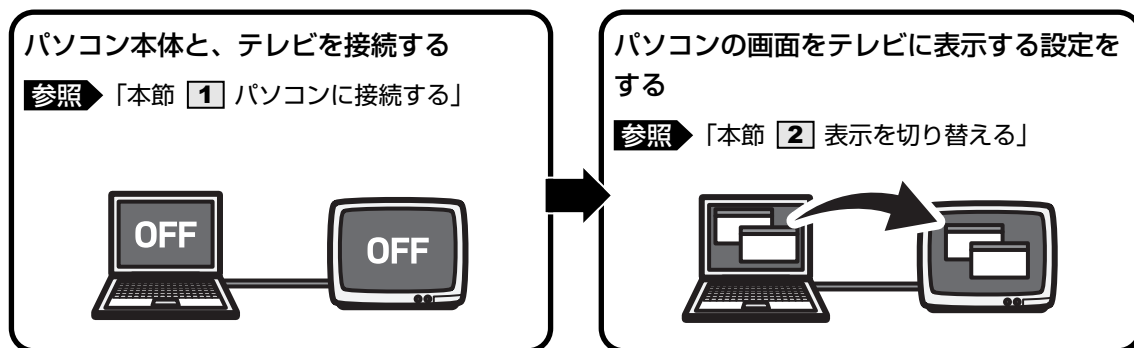 パソコン本体と、テレビを接続する
参照 「本節 1 パソコンに接続する」
OFF
OFF
パソコンの画面をテレビに表示する設定を
する
参照 「本節 2 表示を切り替える」